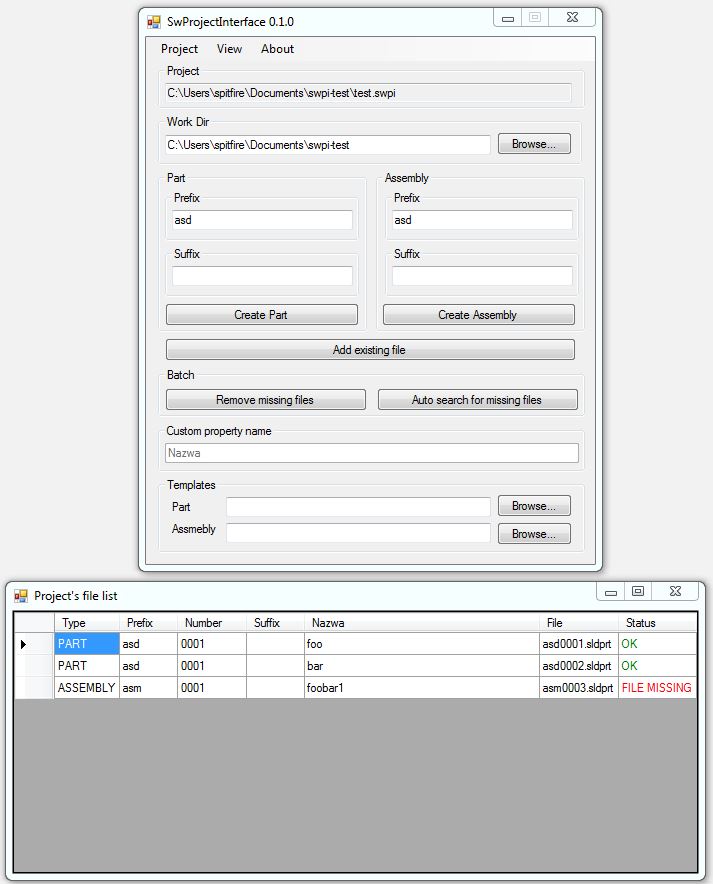 SwProjectInterface 0.1.0
Project View About
Project
C:\Users\spitfire\Documents\swpi-test\test.swpi
Work Dir
C:\Users\spitfire\Documents\swpi-test Browse...
Part Assembly
Prefix Prefix
asd asd
Suffix Suffix
Create Part Create Assembly
Add existing file
Batch
Remove missing files Auto search for missing files
Custom property name
Nazwa
Templates
Part Browse...
Assmebly Browse...
Project's file list
Type Prefix Number Suffix Nazwa File Status
PART asd 0001 foo asd0001.sldprt OK
PART asd 0001 bar asd0002.sldprt OK
ASSEMBLY asm 0001 foobar1 asm0003.sldprt FILE MISSING